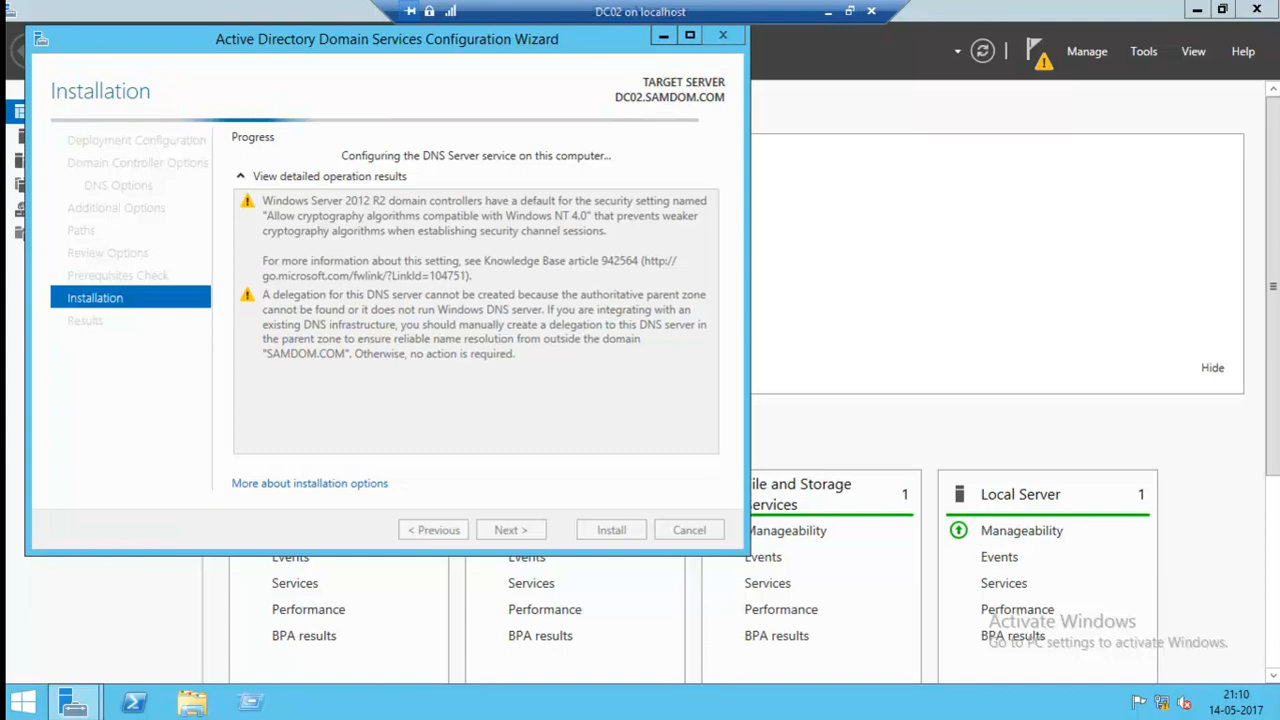 DC02 on localhost
Active Directory Domain Services Configuration Wizard
Manage Tools View Help
Installation
TARGET SERVER
DC02.SAMDOM.COM
Deployment Configuration
Domain Controller Options
DNS Options
Additional Options
Paths
Review Options
Prerequisites Check
Installation
Results
Progress
Configuring the DNS Server service on this computer...
View detailed operation results
Windows Server 2012 R2 domain controllers have a default for the security setting named
"Allow cryptography algorithms compatible with Windows NT 4.0" that prevents weaker
cryptography algorithms when establishing security channel sessions.
For more information about this setting, see Knowledge Base article 942564 (http://
go.microsoft.com/fwlink/?LinkId=104751).
A delegation for this DNS server cannot be created because the authoritative parent zone
cannot be found or it does not run Windows DNS server. If you are integrating with an
existing DNS infrastructure, you should manually create a delegation to this DNS server in
the parent zone to ensure reliable name resolution from outside the domain
"SAMDOM.COM". Otherwise, no action is required.
More about installation options
< Previous Next > Install Cancel
Hide
Events
Services
Performance
BPA results
Events
Services
Performance
BPA results
ile and Storage 1
ervices
Manageability
Events
Services
Performance
BPA results
Local Server 1
Manageability
Events
Services
Performance
BPA results
Activate Windows
Go to PC settings to activate Windows.
21:10
14-05-2017